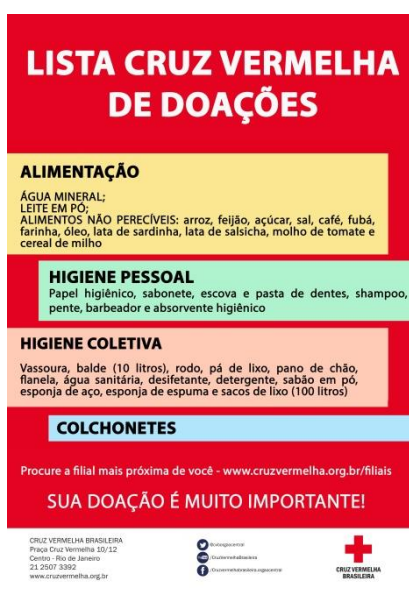 LISTA CRUZ VERMELHA
DE DOAÇÕES
ALIMENTAÇÃO
ÁGUA MINERAL;
LEITE EM PÓ;
ALIMENTOS NÃO PERECÍVEIS: arroz, feijão, açúcar, sal, café, fubá,
farinha, óleo, lata de sardinha, lata de salsicha, molho de tomate e
cereal de milho
HIGIENE PESSOAL
Papel higiênico, sabonete, escova e pasta de dentes, shampoo,
pente, barbeador e absorvente higiênico
HIGIENE COLETIVA
Vassoura, balde (10 litros), rodo, pá de lixo, pano de chão,
flanela, água sanitária, desifetante, detergente, sabão em pó,
esponja de aço, esponja de espuma e sacos de lixo (100 litros)
COLCHONETES
Procure a filial mais próxima de você - www.cruzvermelha.org.br/filiais
SUA DOAÇÃO É MUITO IMPORTANTE!
CRUZ VERMELHA BRASILEIRA
Praça Cruz Vermelha 10/12
Centro - Rio de Janeiro
21 2507 3392
www.cruzvermelha.org.br
CRUZ VERMELHA
BRASILEIRA